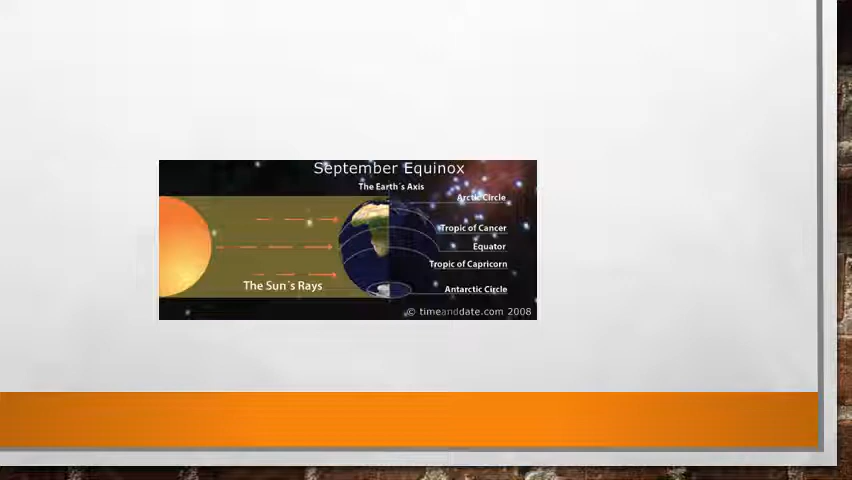 September Equinox
The Earth´s Axis
Arctic Circle
Tropic of Cancer
Equator
Tropic of Capricorn
The Sun´s Rays
Antarctic Circle
© timeanddate.com 2008